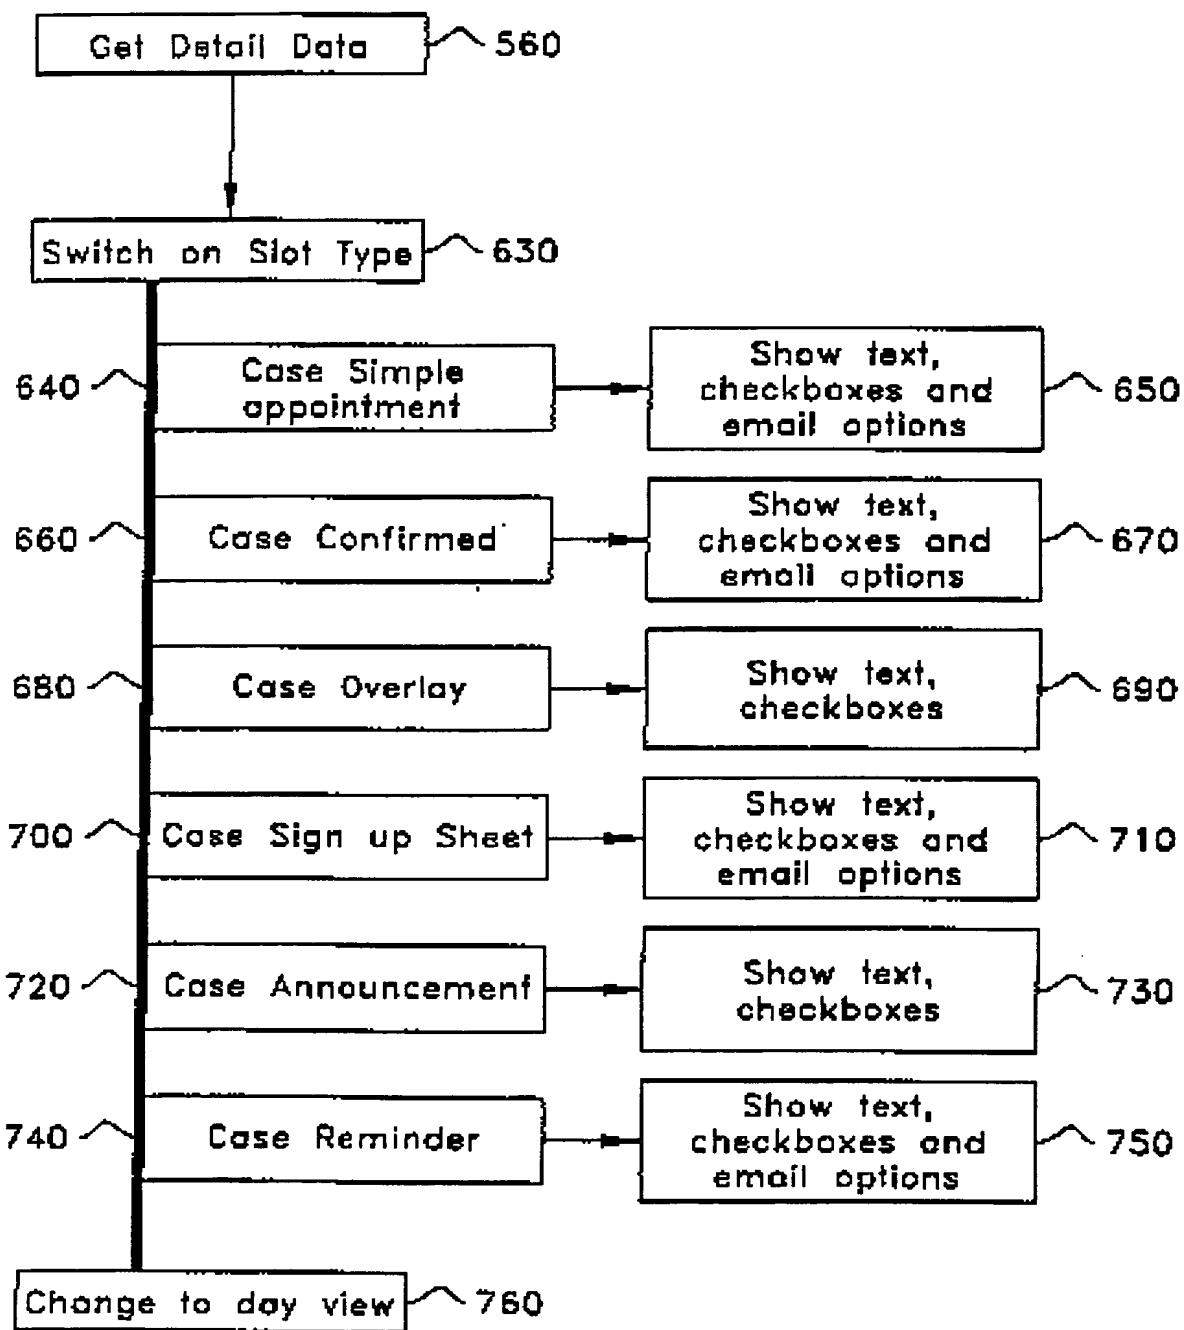 Get Detail Data
560
Switch on Slot Type
630
640
Case Simple
appointment
Show text,
checkboxes and
email options
650
660
Case Confirmed
Show text,
checkboxes and
email options
670
680
Case Overlay
Show text,
checkboxes
690
700
Case Sign up Sheet
Show text,
checkboxes and
email options
710
720
Case Announcement
Show text,
checkboxes
730
740
Case Reminder
Show text,
checkboxes and
email options
750
Change to day view
760